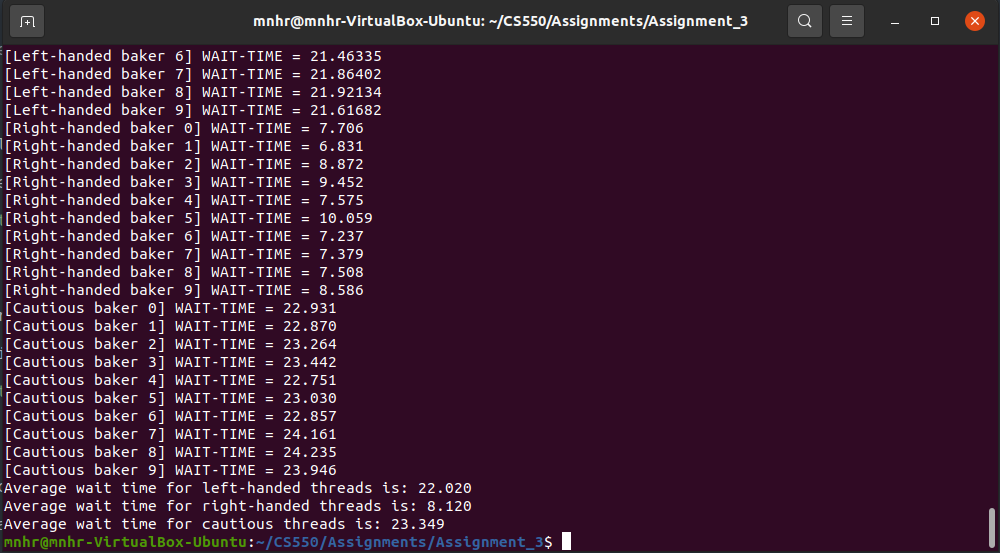 mnhr@mnhr-VirtualBox-Ubuntu: ~/CS550/Assignments/Assignment_3
[Left-handed baker 6] WAIT-TIME = 21.46335
[Left-handed baker 7] WAIT-TIME = 21.86402
[Left-handed baker 8] WAIT-TIME = 21.92134
[Left-handed baker 9] WAIT-TIME = 21.61682
[Right-handed baker 0] WAIT-TIME = 7.706
[Right-handed baker 1] WAIT-TIME = 6.831
[Right-handed baker 2] WAIT-TIME = 8.872
[Right-handed baker 3] WAIT-TIME = 9.452
[Right-handed baker 4] WAIT-TIME = 7.575
[Right-handed baker 5] WAIT-TIME = 10.059
[Right-handed baker 6] WAIT-TIME = 7.237
[Right-handed baker 7] WAIT-TIME = 7.379
[Right-handed baker 8] WAIT-TIME = 7.508
[Right-handed baker 9] WAIT-TIME = 8.586
[Cautious baker 0] WAIT-TIME = 22.931
[Cautious baker 1] WAIT-TIME = 22.870
[Cautious baker 2] WAIT-TIME = 23.264
[Cautious baker 3] WAIT-TIME = 23.442
[Cautious baker 4] WAIT-TIME = 22.751
[Cautious baker 5] WAIT-TIME = 23.030
[Cautious baker 6] WAIT-TIME = 22.857
[Cautious baker 7] WAIT-TIME = 24.161
[Cautious baker 8] WAIT-TIME = 24.235
[Cautious baker 9] WAIT-TIME = 23.946
Average wait time for left-handed threads is: 22.020
Average wait time for right-handed threads is: 8.120
Average wait time for cautious threads is: 23.349
mnhr@mnhr-VirtualBox-Ubuntu:~/CS550/Assignments/Assignment_3$